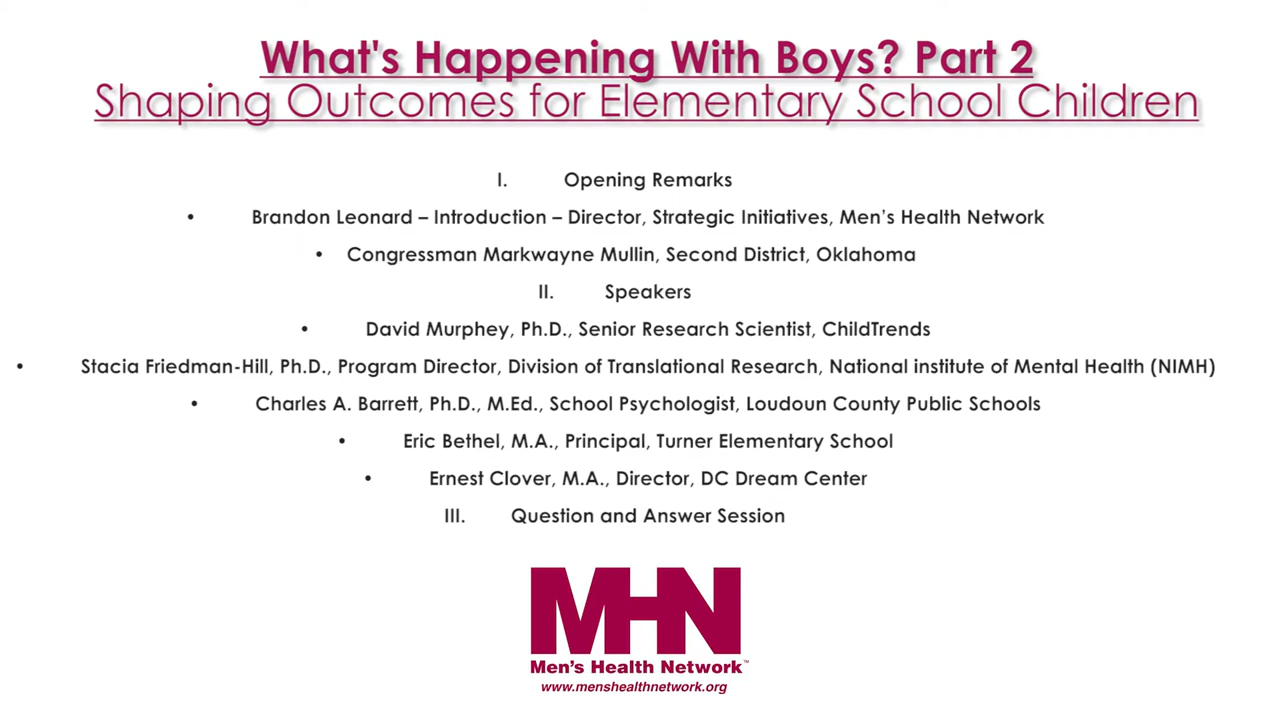 What's Happening With Boys? Part 2
Shaping Outcomes for Elementary School Children
I. Opening Remarks
• Brandon Leonard – Introduction – Director, Strategic Initiatives, Men's Health Network
• Congressman Markwayne Mullin, Second District, Oklahoma
II. Speakers
• David Murphey, Ph.D., Senior Research Scientist, ChildTrends
• Stacia Friedman-Hill, Ph.D., Program Director, Division of Translational Research, National institute of Mental Health (NIMH)
• Charles A. Barrett, Ph.D., M.Ed., School Psychologist, Loudoun County Public Schools
• Eric Bethel, M.A., Principal, Turner Elementary School
• Ernest Clover, M.A., Director, DC Dream Center
III. Question and Answer Session
MHN
Men's Health Network™
www.menshealthnetwork.org